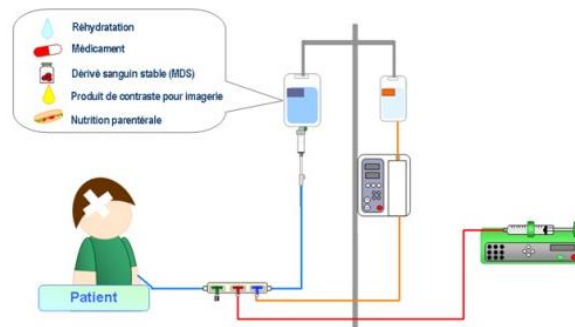 Réhydratation
Médicament
Dérivé sanguin stable (MDS)
Produit de contraste pour imagerie
Nutrition parentérale
Patient